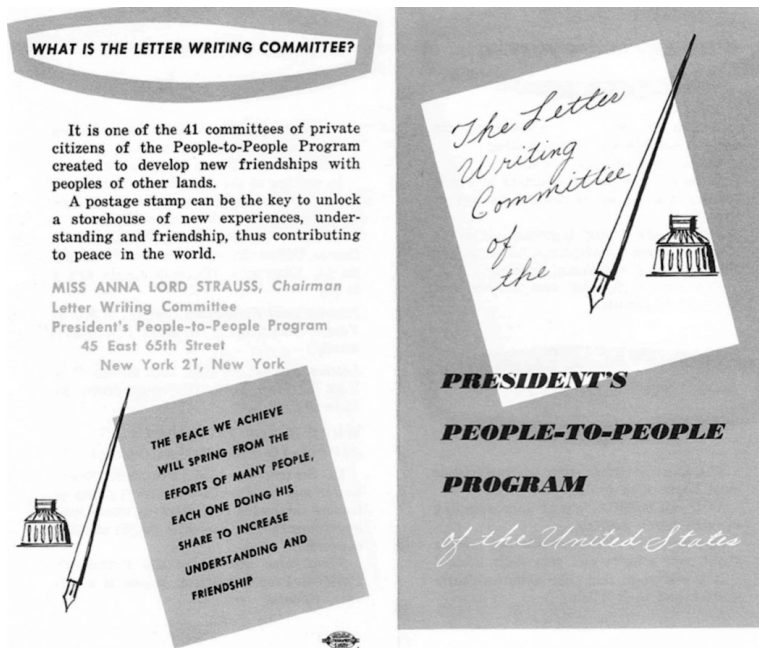 WHAT IS THE LETTER WRITING COMMITTEE?
It is one of the 41 committees of private
citizens of the People-to-People Program
created to develop new friendships with
peoples of other lands.
A postage stamp can be the key to unlock
a storehouse of new experiences, under-
standing and friendship, thus contributing
to peace in the world.
MISS ANNA LORD STRAUSS, Chairman
Letter Writing Committee
President's People-to-People Program
45 East 65th Street
New York 21, New York
THE PEACE WE ACHIEVE
WILL SPRING FROM THE
EFFORTS OF MANY PEOPLE,
EACH ONE DOING HIS
SHARE TO INCREASE
UNDERSTANDING AND
FRIENDSHIP
The Letter
Writing
Committee
of
the
PRESIDENT'S
PEOPLE-TO-PEOPLE
PROGRAM
of the United States